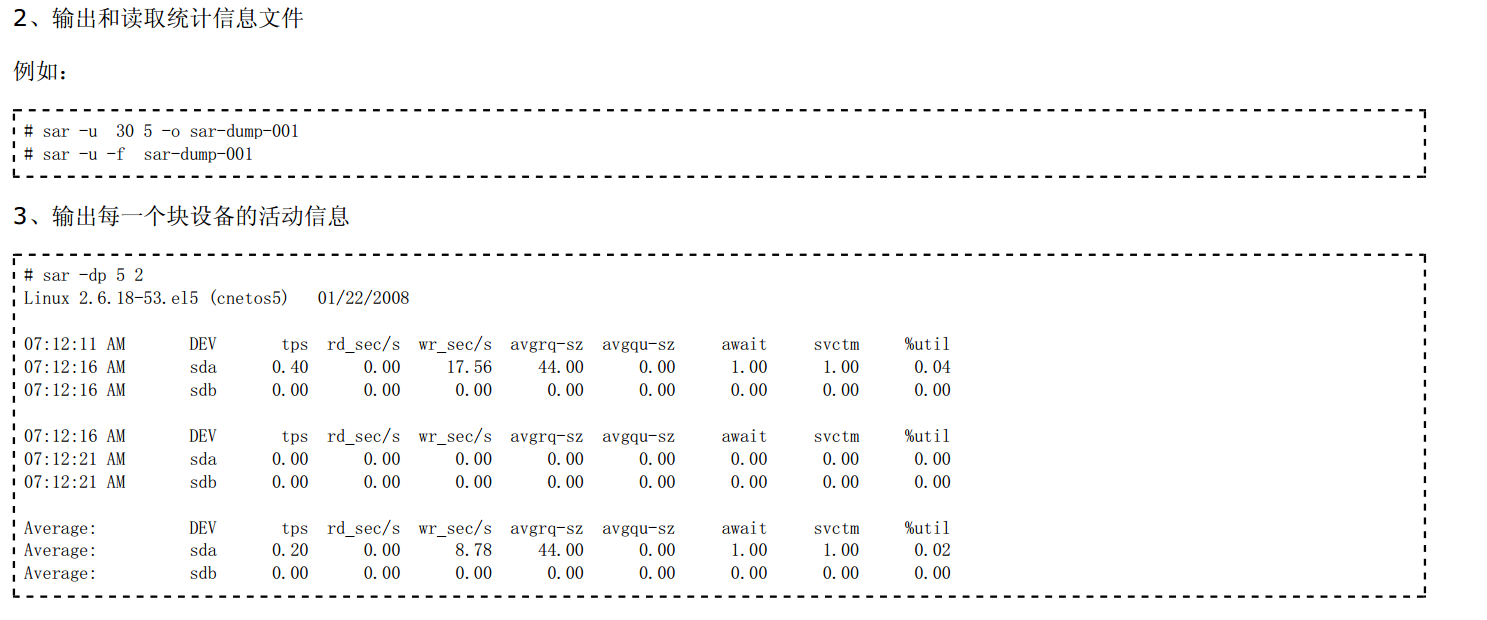 2、输出和读取统计信息文件
例如：
# sar -u  30 5 -o sar-dump-001
# sar -u -f  sar-dump-001
3、输出每一个块设备的活动信息
# sar -dp 5 2
Linux 2.6.18-53.el5 (cnetos5)   01/22/2008
07:12:11 AM       DEV       tps  rd_sec/s  wr_sec/s  avgrq-sz  avgqu-sz     await     svctm     %util
07:12:16 AM       sda      0.40      0.00     17.56     44.00      0.00      1.00      1.00      0.04
07:12:16 AM       sdb      0.00      0.00      0.00      0.00      0.00      0.00      0.00      0.00
07:12:16 AM       DEV       tps  rd_sec/s  wr_sec/s  avgrq-sz  avgqu-sz     await     svctm     %util
07:12:21 AM       sda      0.00      0.00      0.00      0.00      0.00      0.00      0.00      0.00
07:12:21 AM       sdb      0.00      0.00      0.00      0.00      0.00      0.00      0.00      0.00
Average:          DEV       tps  rd_sec/s  wr_sec/s  avgrq-sz  avgqu-sz     await     svctm     %util
Average:          sda      0.20      0.00      8.78     44.00      0.00      1.00      1.00      0.02
Average:          sdb      0.00      0.00      0.00      0.00      0.00      0.00      0.00      0.00